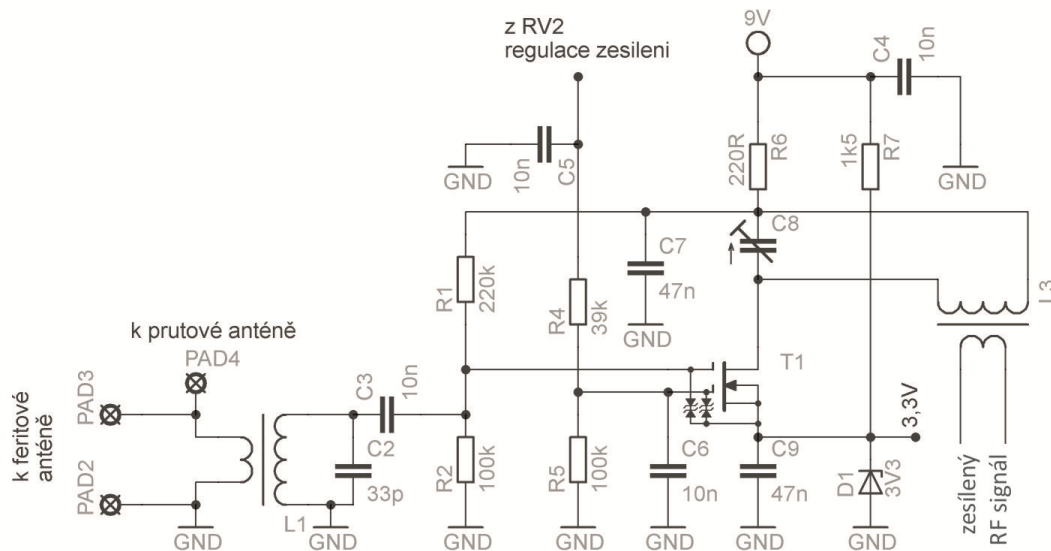 z RV2
regulace zesileni
9V
C4
10n
GND
10n
C5
220R
R6
1k5
R7
GND
C8
C7
47n
GND
R1
220k
R4
39k
L3
k prutové anténě
PAD4
PAD3
k feritové
anténě
PAD2
C3
10n
T1
3,3V
C2
33p
L1
R2
100k
R5
100k
C6
10n
C9
47n
D1
3V3
zesílený
RF signál
GND
GND
GND
GND
GND
GND
GND